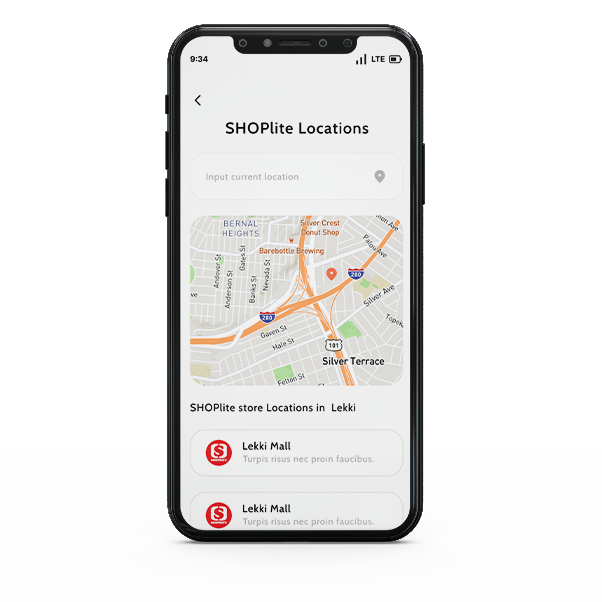 9:34
LTE
SHOPlite Locations
Input current location
BERNAL
HEIGHTS
Silver Crest
Donut Shop
Barebottle Brewing
Palou Ave
Andover St
Gates St
Anderson St
Banks St
Nevada St
280
Silver Ave
280
Gaven St
Hale St
101
Silver Terrace
Felton St
SHOPlite store Locations in Lekki
Lekki Mall
Turpis risus nec proin faucibus.
Lekki Mall
Turpis risus nec proin faucibus.